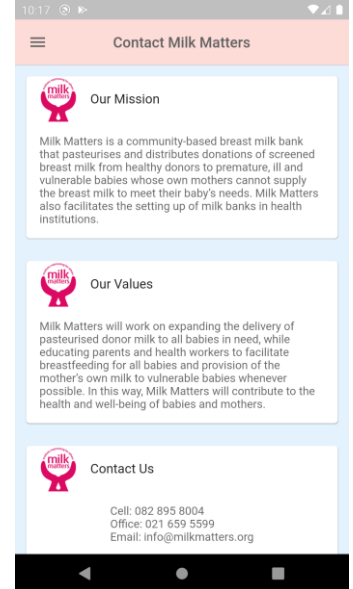 10:17
Contact Milk Matters
milk
matters
Our Mission
Milk Matters is a community-based breast milk bank
that pasteurises and distributes donations of screened
breast milk from healthy donors to premature, ill and
vulnerable babies whose own mothers cannot supply
the breast milk to meet their baby's needs. Milk Matters
also facilitates the setting up of milk banks in health
institutions.
milk
matters
Our Values
Milk Matters will work on expanding the delivery of
pasteurised donor milk to all babies in need, while
educating parents and health workers to facilitate
breastfeeding for all babies and provision of the
mother's own milk to vulnerable babies whenever
possible. In this way, Milk Matters will contribute to the
health and well-being of babies and mothers.
milk
matters
Contact Us
Cell: 082 895 8004
Office: 021 659 5599
Email: info@milkmatters.org